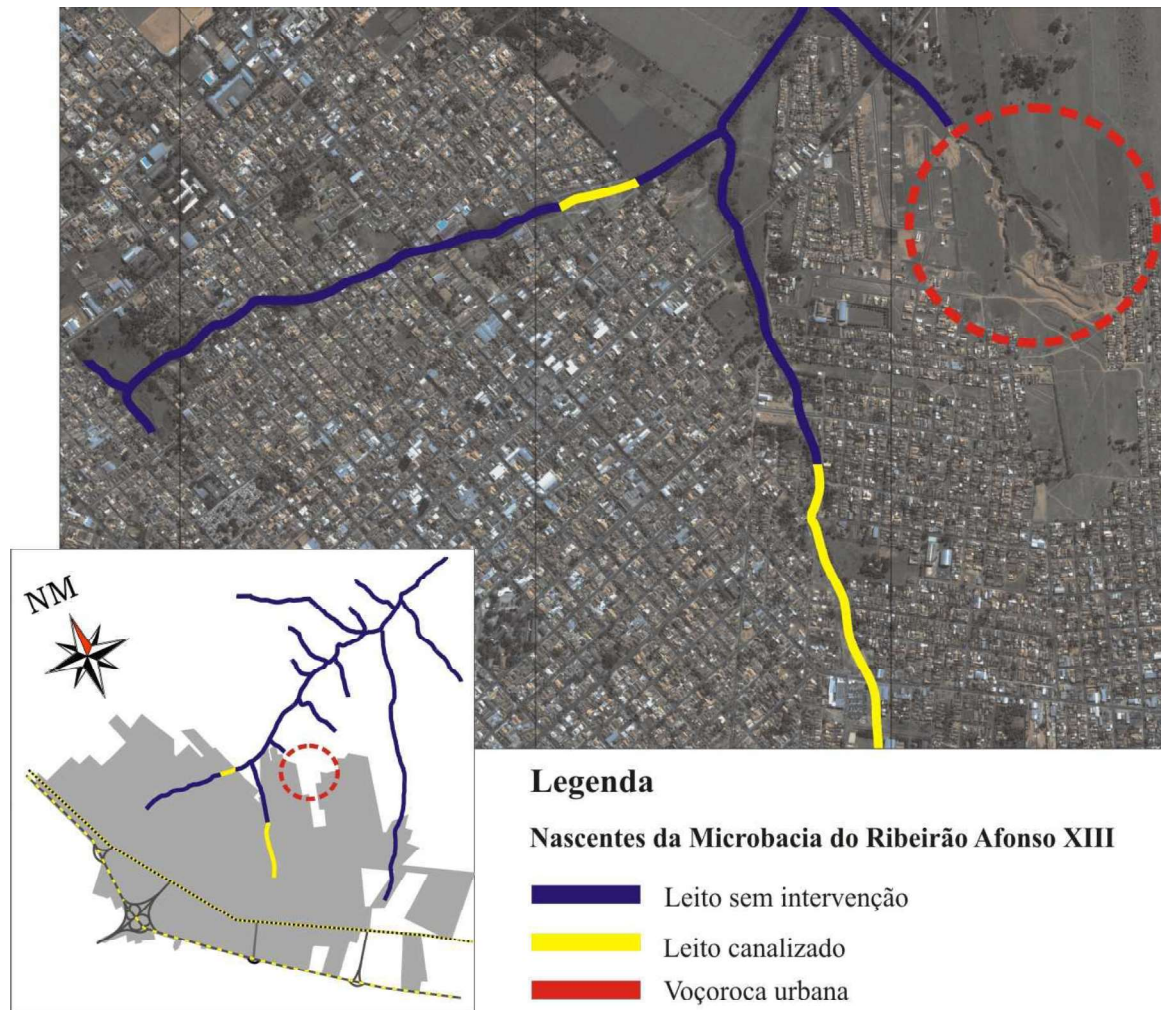 NM
Legenda
Nascentes da Microbacia do Ribeirão Afonso XIII
Leito sem intervenção
Leito canalizado
Voçoroca urbana